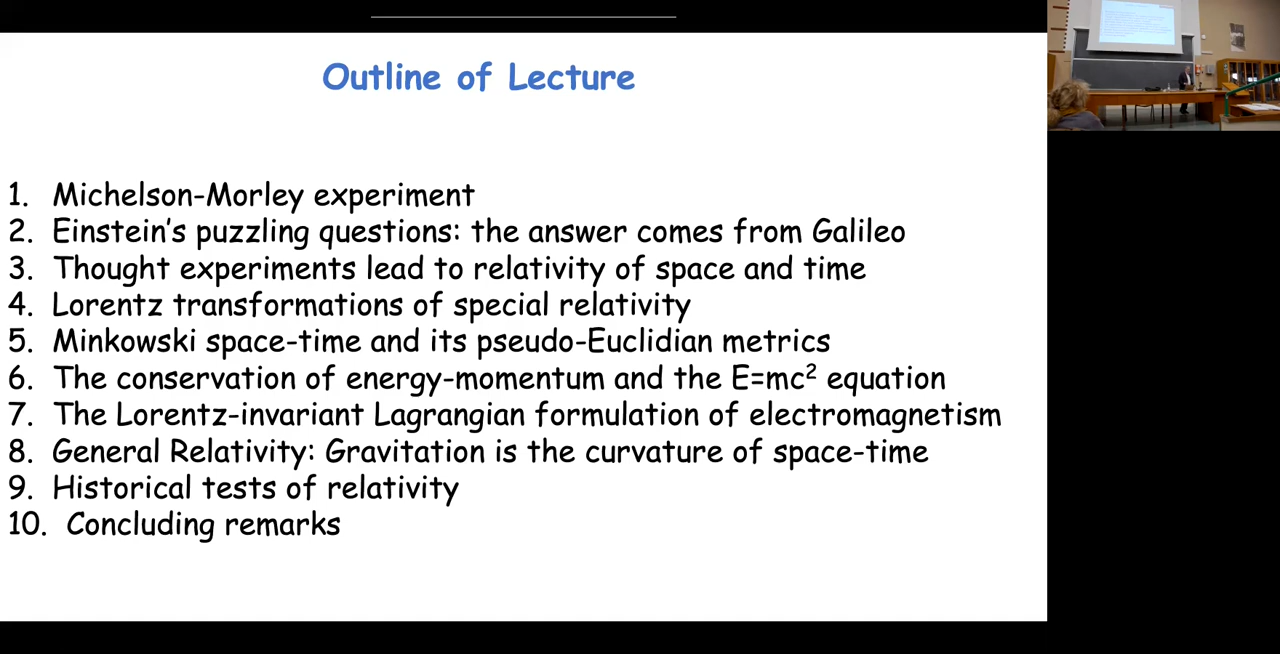 Outline of Lecture
1. Michelson-Morley experiment
2. Einstein's puzzling questions: the answer comes from Galileo
3. Thought experiments lead to relativity of space and time
4. Lorentz transformations of special relativity
5. Minkowski space-time and its pseudo-Euclidian metrics
6. The conservation of energy-momentum and the E=mc² equation
7. The Lorentz-invariant Lagrangian formulation of electromagnetism
8. General Relativity: Gravitation is the curvature of space-time
9. Historical tests of relativity
10. Concluding remarks